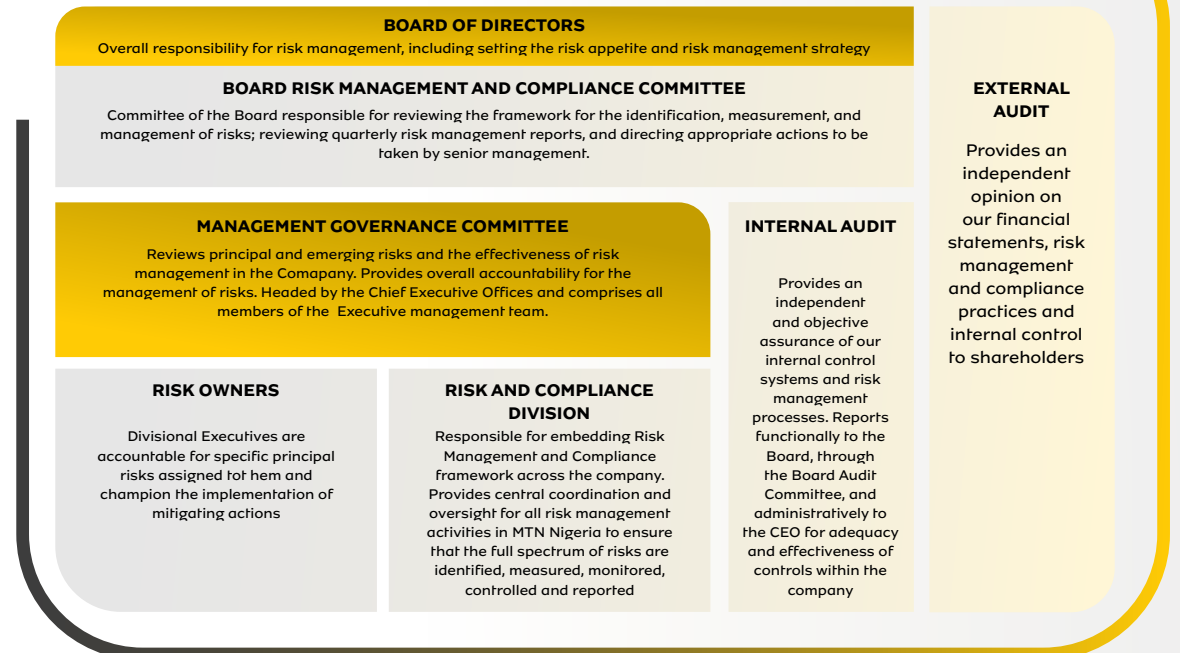 BOARD OF DIRECTORS
Overall responsibility for risk management, including setting the risk appetite and risk management strategy
BOARD RISK MANAGEMENT AND COMPLIANCE COMMITTEE
Committee of the Board responsible for reviewing the framework for the identification, measurement, and
management of risks; reviewing quarterly risk management reports, and directing appropriate actions to be
taken by senior management.
MANAGEMENT GOVERNANCE COMMITTEE
Reviews principal and emerging risks and the effectiveness of risk
management in the Comapany. Provides overall accountability for the
management of risks. Headed by the Chief Executive Offices and comprises all
members of the Executive management team.
RISK OWNERS
Divisional Executives are
accountable for specific principal
risks assigned tot hem and
champion the implementation of
mitigating actions
RISK AND COMPLIANCE
DIVISION
Responsible for embedding Risk
Management and Compliance
framework across the company.
Provides central coordination and
oversight for all risk management
activities in MTN Nigeria to ensure
that the full spectrum of risks are
identified, measured, monitored,
controlled and reported
INTERNAL AUDIT
Provides an
independent
and objective
assurance of our
internal control
systems and risk
management
processes. Reports
functionally to the
Board, through
the Board Audit
Committee, and
administratively to
the CEO for adequacy
and effectiveness of
controls within the
company
EXTERNAL
AUDIT
Provides an
independent
opinion on
our financial
statements, risk
management
and compliance
practices and
internal control
to shareholders